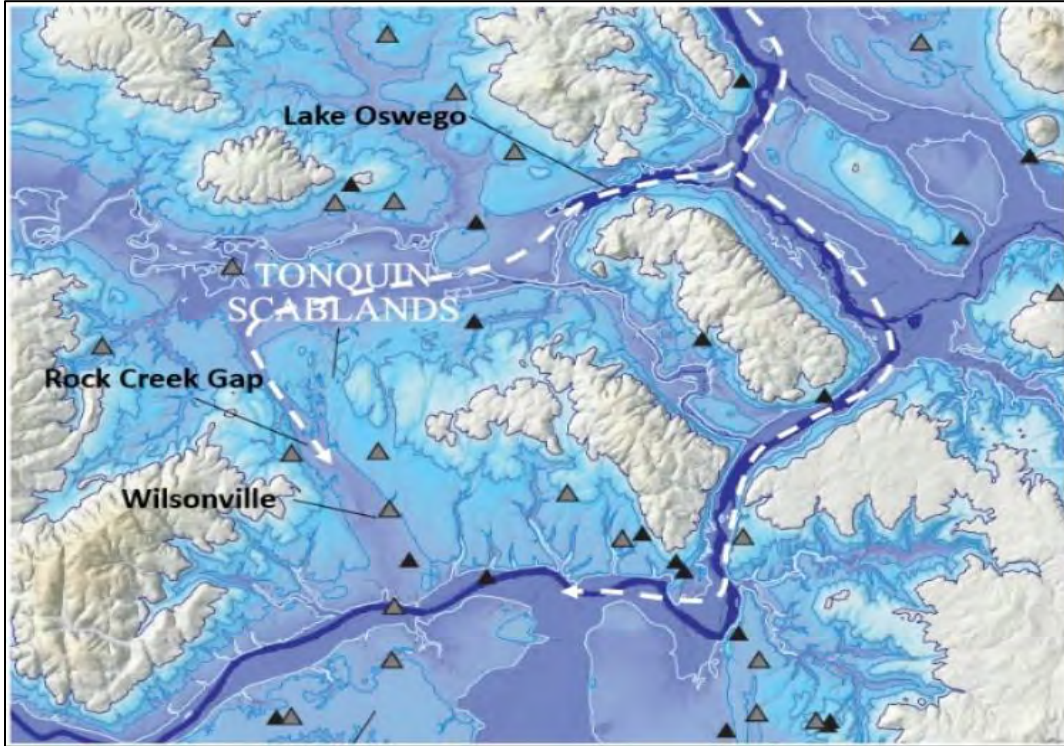 Lake Oswego
TONQUIN
SCABLANDS
Rock Creek Gap
Wilsonville